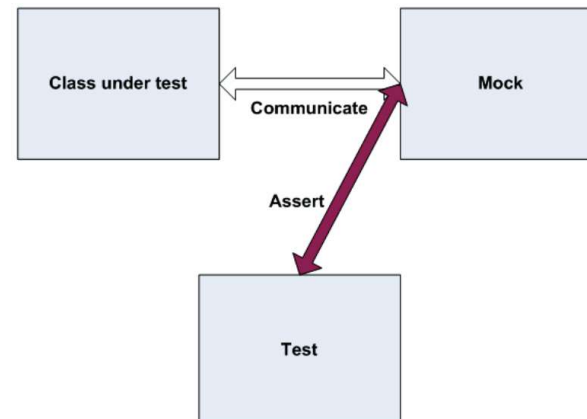 Class under test
Mock
Communicate
Assert
Test